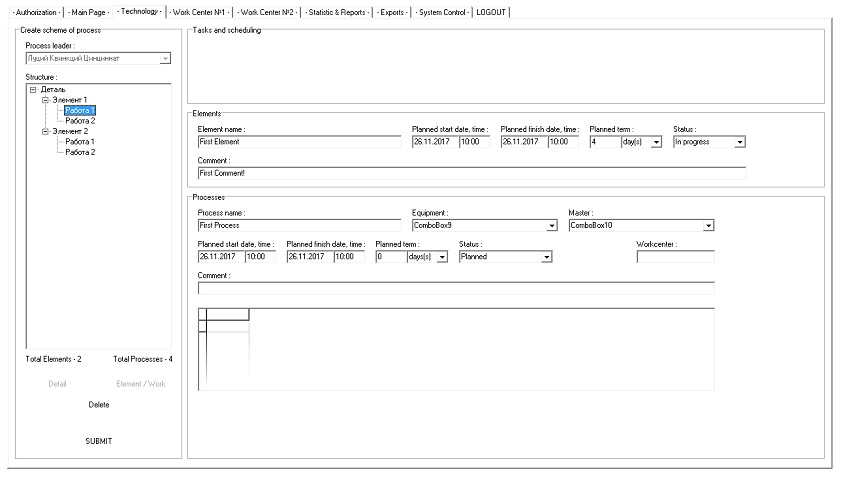 - Authorization - | - Main Page - | - Technology - | - Work Center №1 - | - Work Center №2 - | - Statistic & Reports - | - Exports - | - System Control - | LOGOUT |
Create scheme of process
Process leader :
Луций Квинкций Цинциннат
Structure :
Деталь
Элемент 1
Работа 1
Работа 2
Элемент 2
Работа 1
Работа 2
Total Elements - 2 Total Processes - 4
Detail Element / Work
Delete
SUBMIT
Tasks and scheduling
Elements
Element name : Planned start date, time : Planned finish date, time : Planned term : Status :
First Element 26.11.2017 10:00 26.11.2017 10:00 4 day(s) In progress
Comment :
First Comment!
Processes
Process name : Equipment : Master :
First Process ComboBox9 ComboBox10
Planned start date, time : Planned finish date, time : Planned term : Status : Workcenter :
26.11.2017 10:00 26.11.2017 10:00 0 days(s) Planned
Comment :